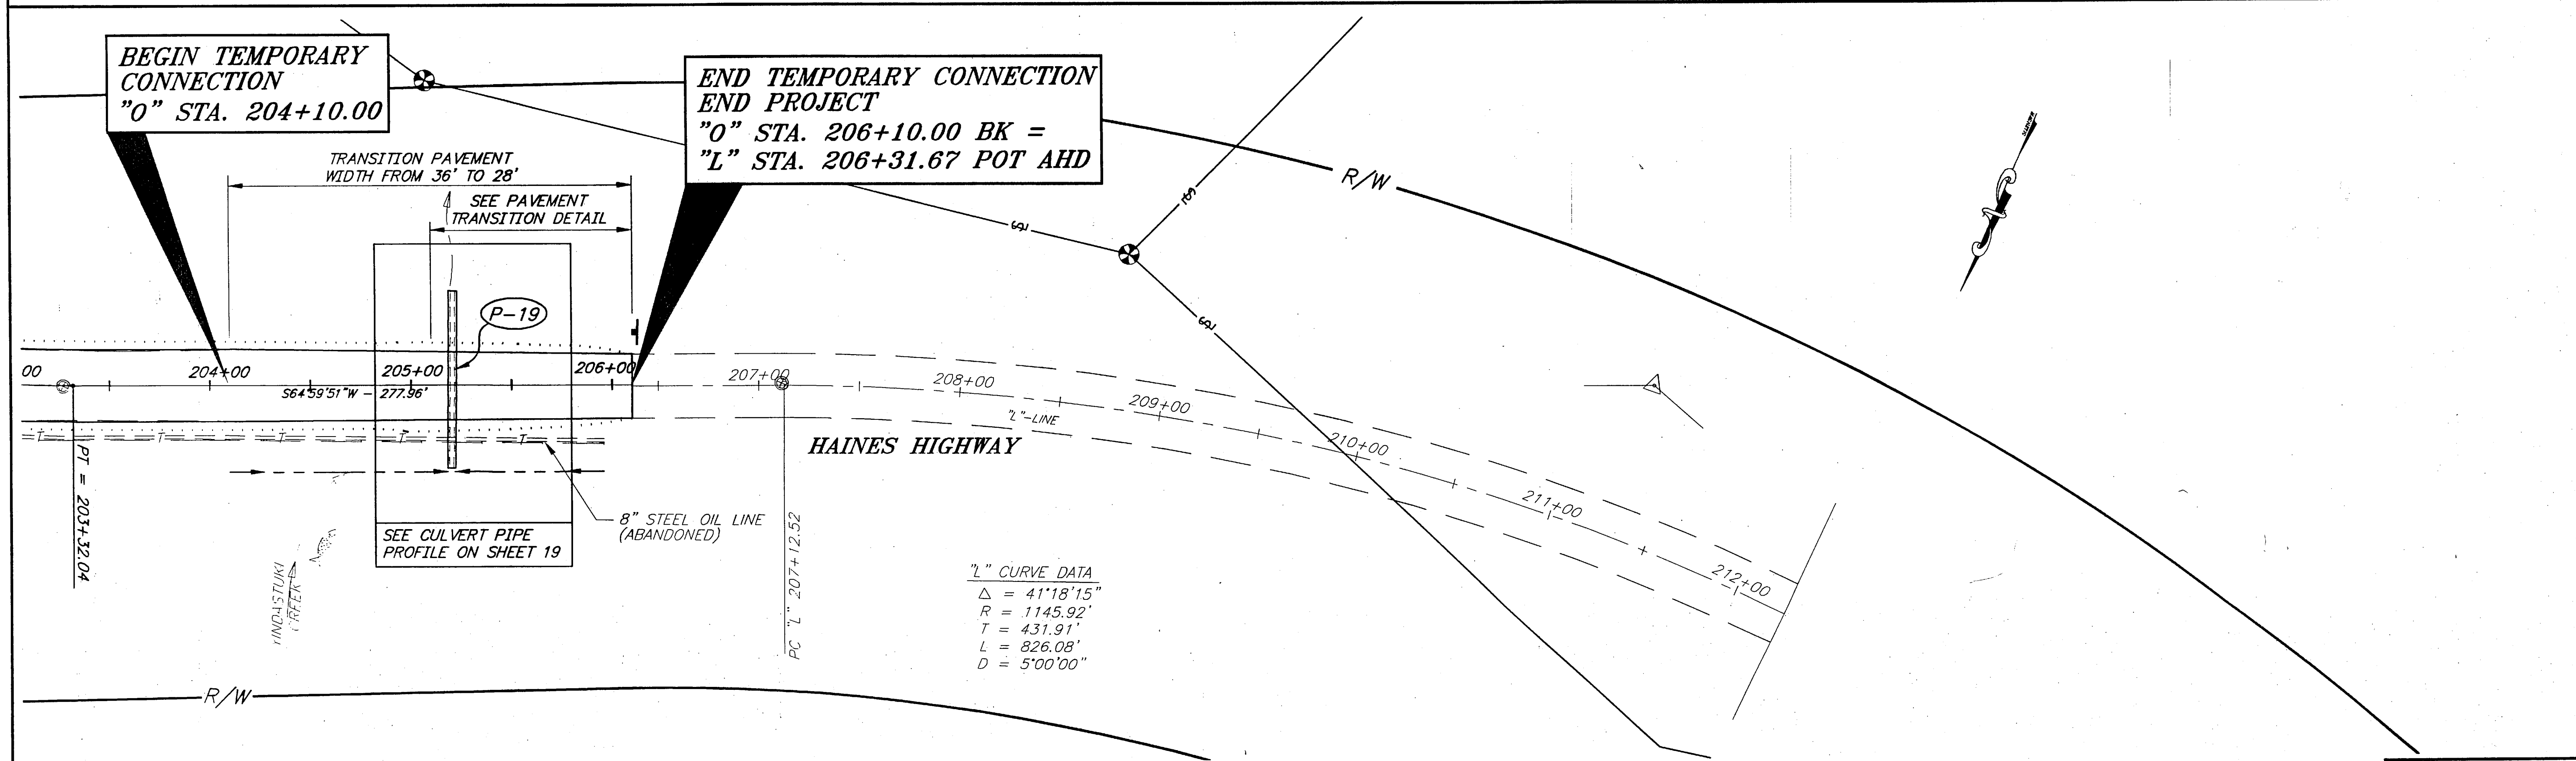 BEGIN TEMPORARY
CONNECTION
"O" STA. 204+10.00
END TEMPORARY CONNECTION
END PROJECT
"O" STA. 206+10.00 BK =
"L" STA. 206+31.67 POT AHD
TRANSITION PAVEMENT
WIDTH FROM 36' TO 28'
SEE PAVEMENT
TRANSITION DETAIL
R/W
P-19
00
204+00
205+00
206+00
207+00
208+00
209+00
210+00
211+00
212+00
S64°59'51"W - 277.96'
"L"-LINE
HAINES HIGHWAY
T
T
T
T
T
PT = 203+32.04
8" STEEL OIL LINE
(ABANDONED)
SEE CULVERT PIPE
PROFILE ON SHEET 19
CREEK
PC "L" 207+12.52
"L" CURVE DATA
Δ = 41°18'15"
R = 1145.92'
T = 431.91'
L = 826.08'
D = 5°00'00"
R/W